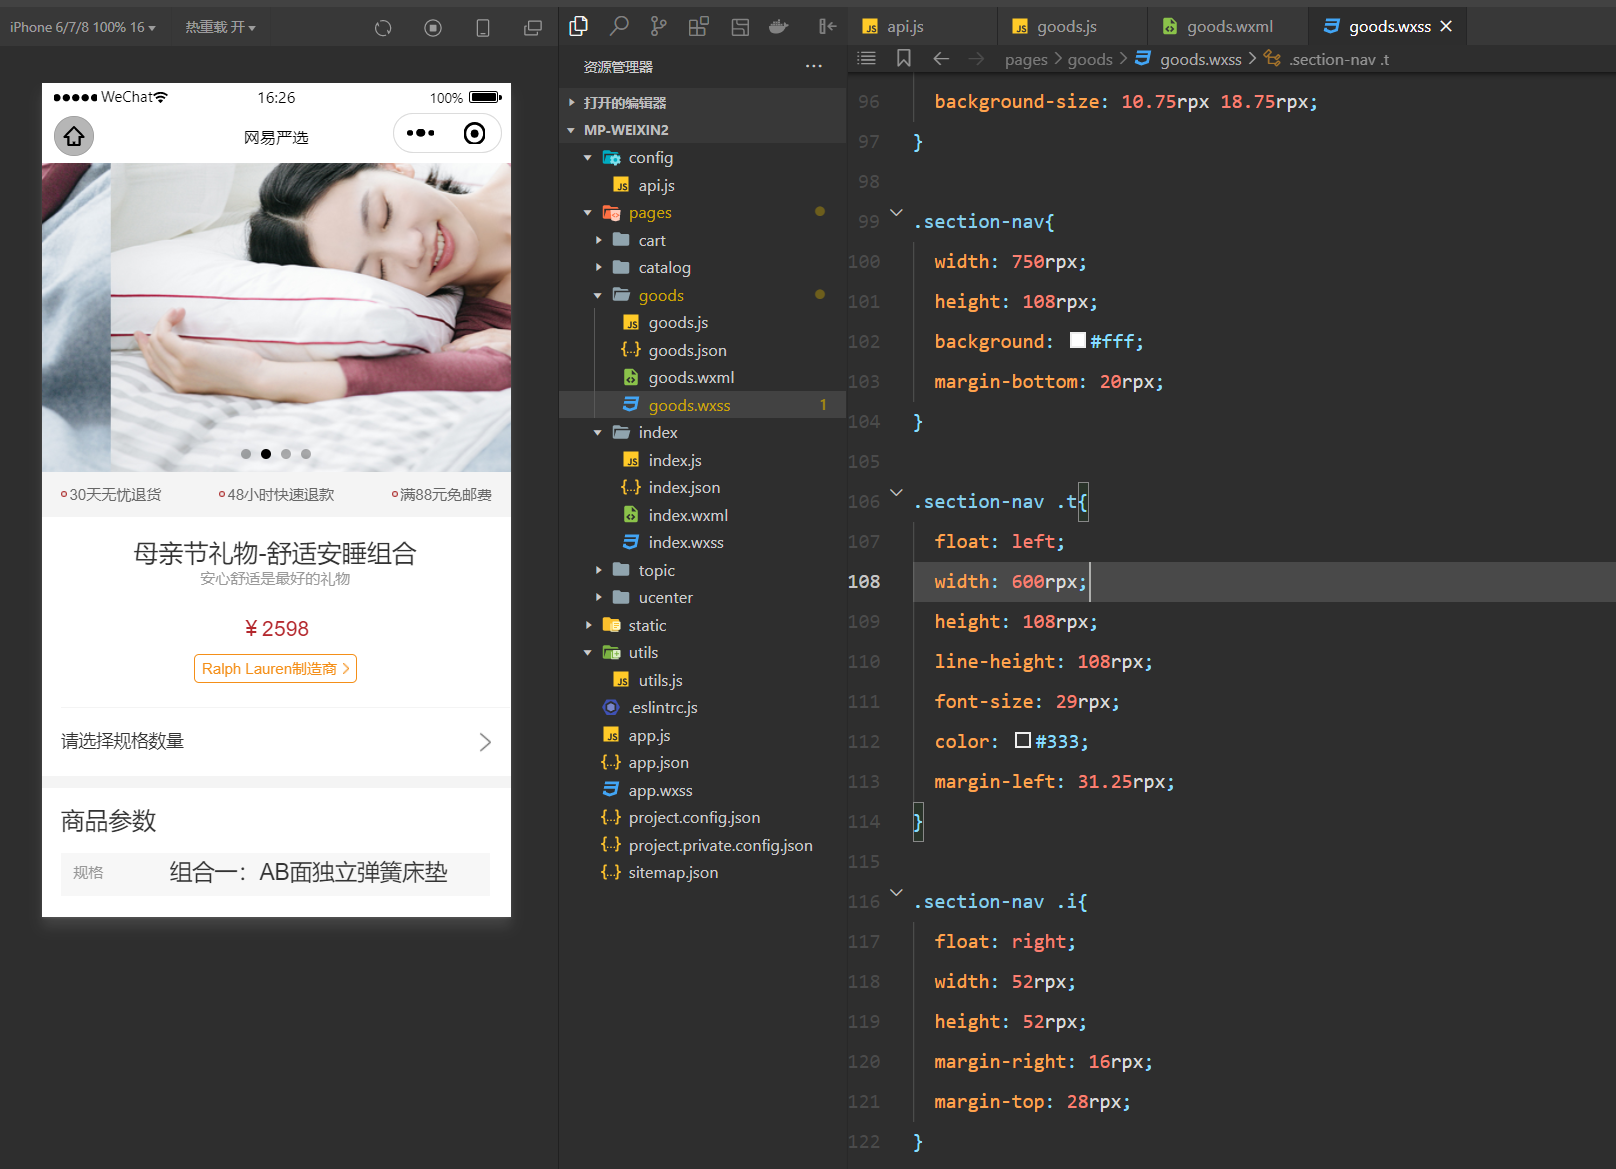 iPhone 6/7/8 100% 16
热重载 开
WeChat
16:26
100%
网易严选
30天无忧退货
48小时快速退款
满88元免邮费
母亲节礼物-舒适安睡组合
安心舒适是最好的礼物
¥ 2598
Ralph Lauren制造商
请选择规格数量
商品参数
规格
组合一：AB面独立弹簧床垫
资源管理器
打开的编辑器
MP-WEIXIN2
config
api.js
pages
cart
catalog
goods
goods.js
goods.json
goods.wxml
goods.wxss 1
index
index.js
index.json
index.wxml
index.wxss
topic
ucenter
static
utils
utils.js
.eslintrc.js
app.js
app.json
app.wxss
project.config.json
project.private.config.json
sitemap.json
api.js
goods.js
goods.wxml
goods.wxss
pages > goods > goods.wxss > .section-nav .t
96 background-size: 10.75rpx 18.75rpx;
97 }
98
99 .section-nav{
100 width: 750rpx;
101 height: 108rpx;
102 background: #fff;
103 margin-bottom: 20rpx;
104 }
105
106 .section-nav .t{
107 float: left;
108 width: 600rpx;
109 height: 108rpx;
110 line-height: 108rpx;
111 font-size: 29rpx;
112 color: #333;
113 margin-left: 31.25rpx;
114 }
115
116 .section-nav .i{
117 float: right;
118 width: 52rpx;
119 height: 52rpx;
120 margin-right: 16rpx;
121 margin-top: 28rpx;
122 }